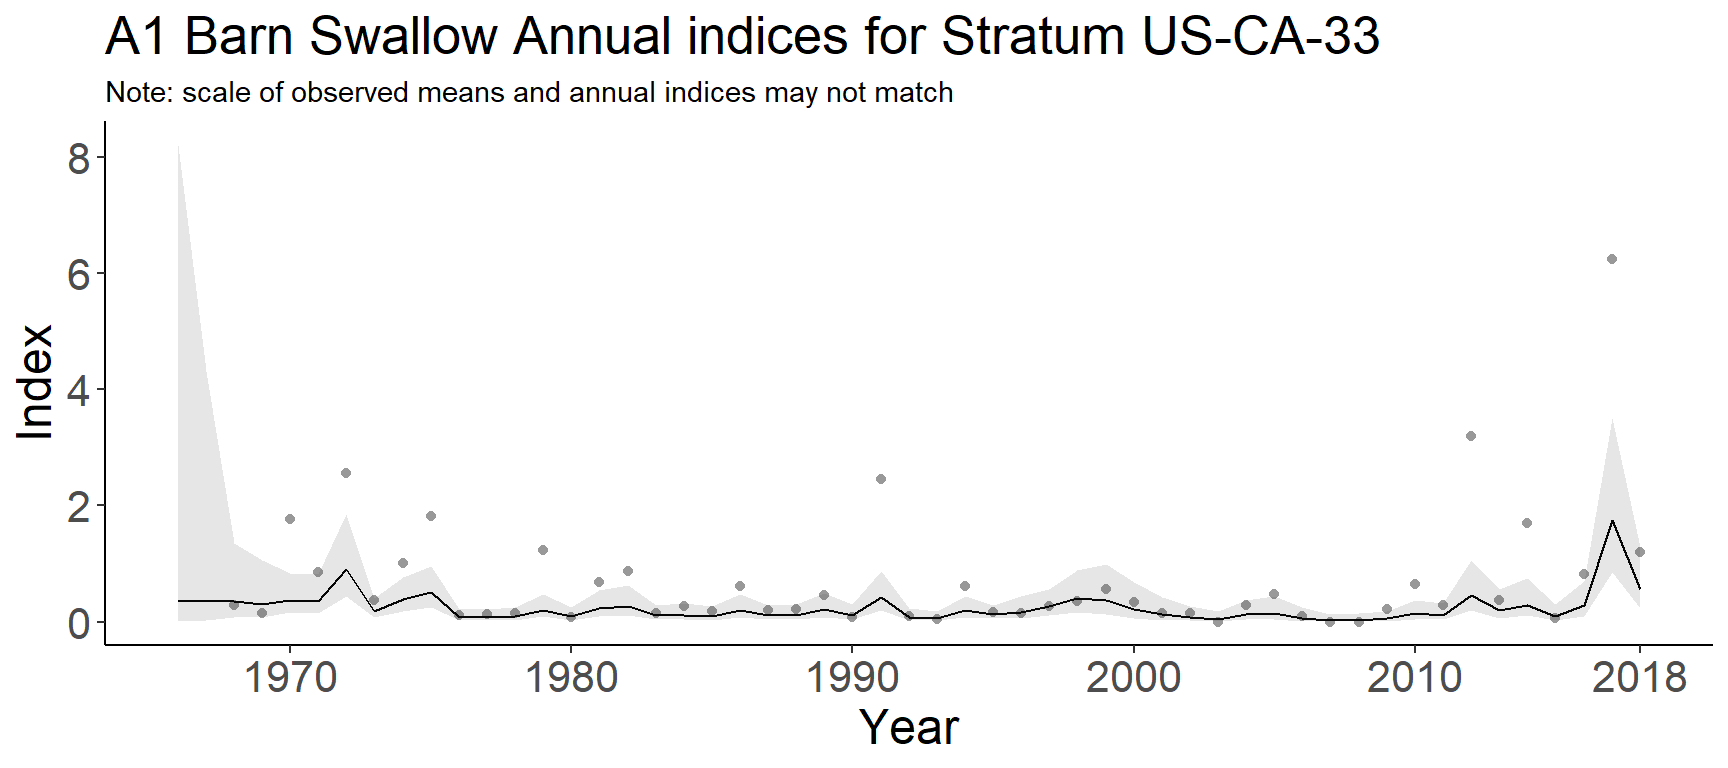 A1 Barn Swallow Annual indices for Stratum US-CA-33
Note: scale of observed means and annual indices may not match
8
6
4
2
0
Index
1970 1980 1990 2000 2010 2018
Year